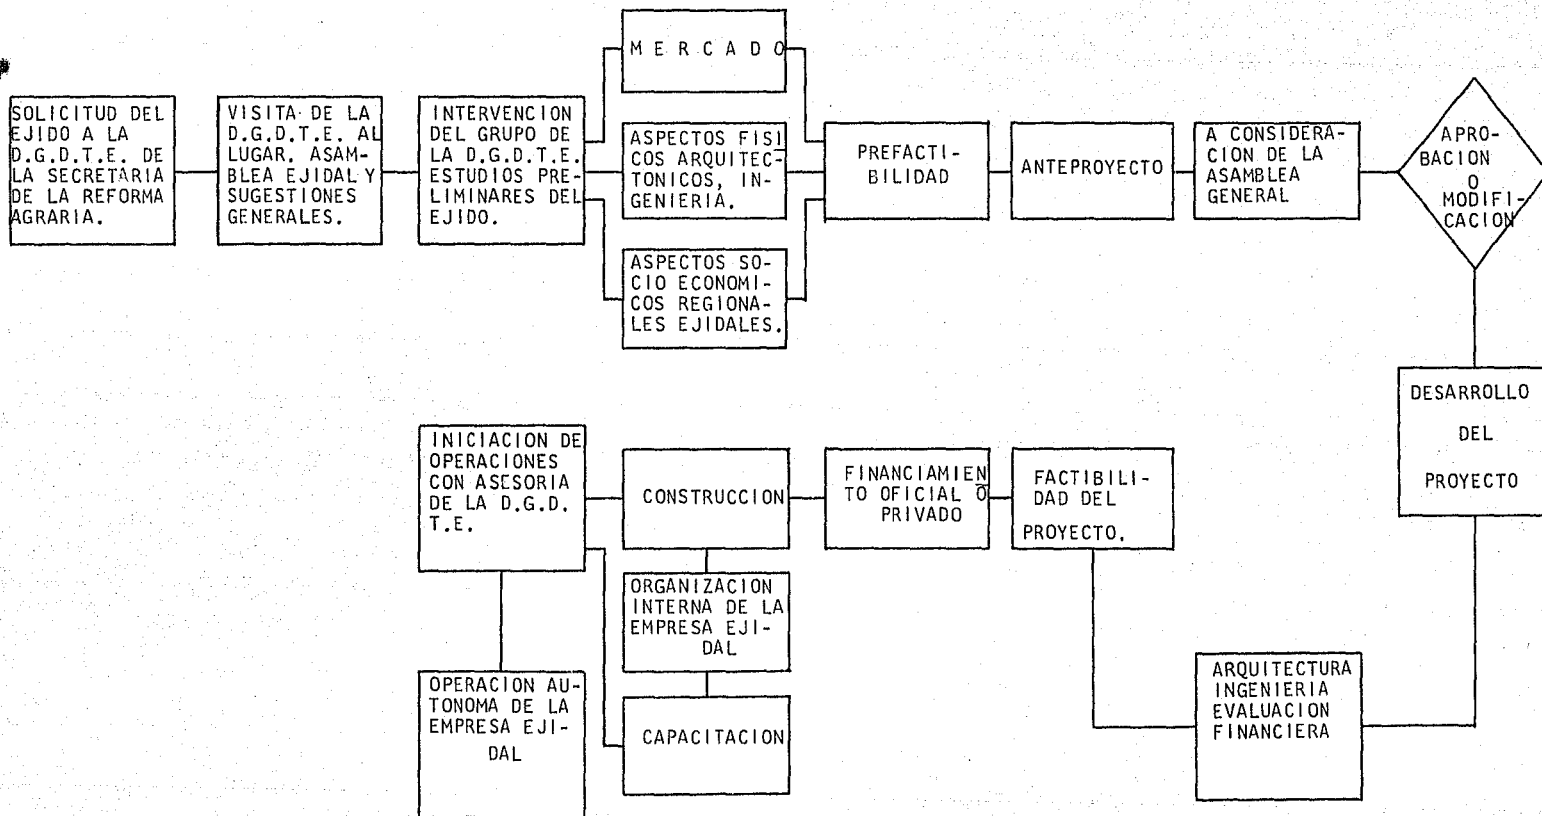 SOLICITUD DEL
EJIDO A LA
D.G.D.T.E. DE
LA SECRETARIA
DE LA REFORMA
AGRARIA.
VISITA DE LA
D.G.D.T.E. AL
LUGAR. ASAM-
BLEA EJIDAL Y
SUGESTIONES
GENERALES.
INTERVENCION
DEL GRUPO DE
LA D.G.D.T.E.
ESTUDIOS PRE-
LIMINARES DEL
EJIDO.
M E R C A D O
ASPECTOS FISI
COS ARQUITEC-
TONICOS, IN-
GENIERIA.
ASPECTOS SO-
CIO ECONOMI-
COS REGIONA-
LES EJIDALES.
PREFACTI-
BILIDAD
ANTEPROYECTO
A CONSIDERA-
CION DE LA
ASAMBLEA
GENERAL
APRO-
BACION
O
MODIFI-
CACION
DESARROLLO
DEL
PROYECTO
ARQUITECTURA
INGENIERIA
EVALUACION
FINANCIERA
FACTIBILI-
DAD DEL
PROYECTO.
FINANCIAMIEN
TO OFICIAL O
PRIVADO
CONSTRUCCION
ORGANIZACION
INTERNA DE LA
EMPRESA EJI-
DAL
CAPACITACION
INICIACION DE
OPERACIONES
CON ASESORIA
DE LA D.G.D.
T.E.
OPERACION AU-
TONOMA DE LA
EMPRESA EJI-
DAL